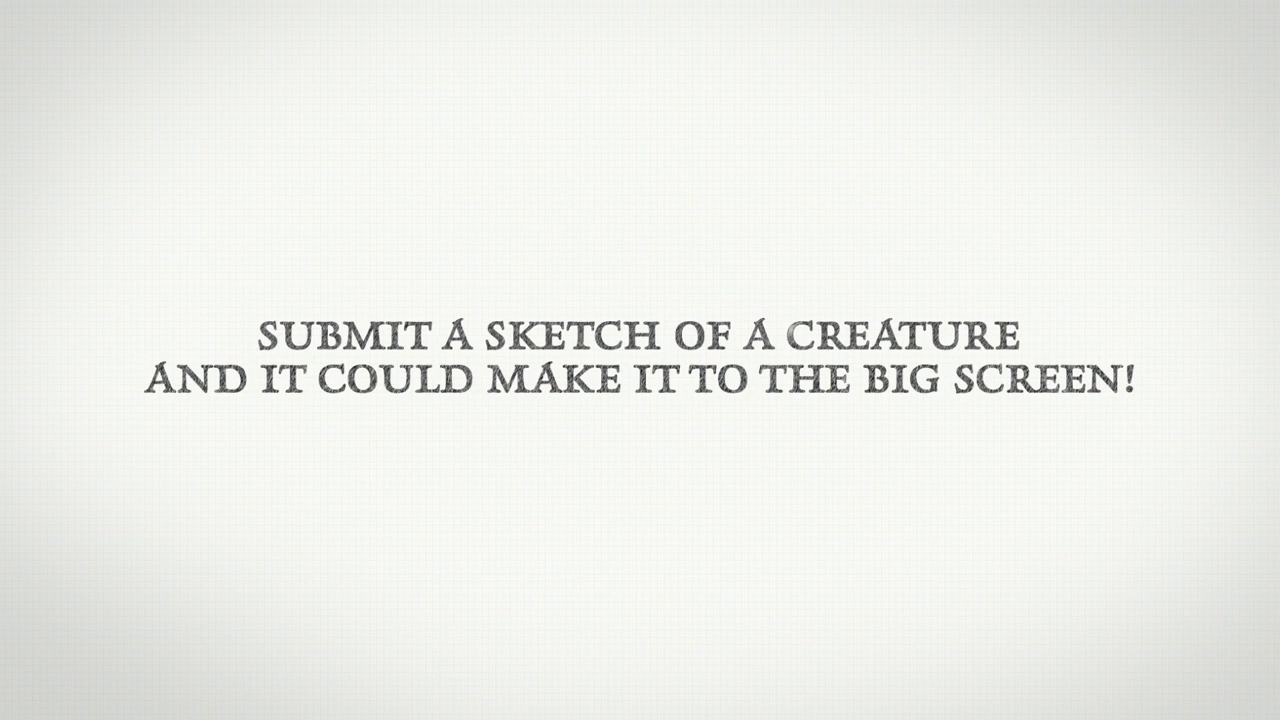 SUBMIT A SKETCH OF A CREATURE
AND IT COULD MAKE IT TO THE BIG SCREEN!